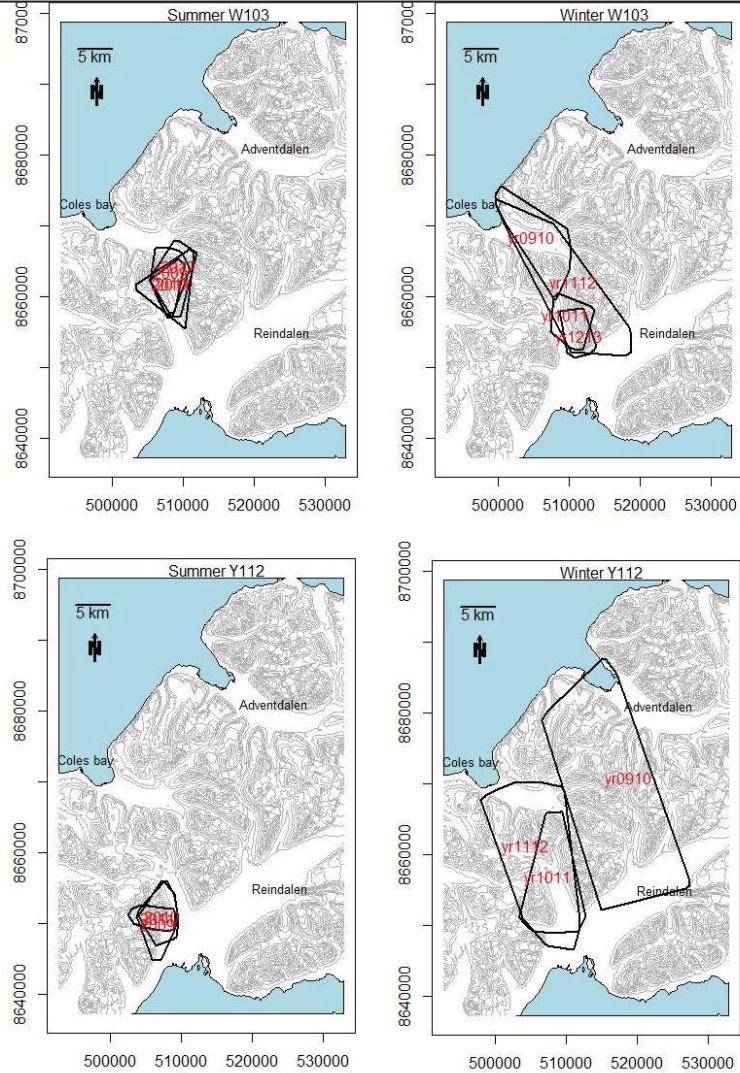 Summer W103
8700000
5 km
N
Adventdalen
8680000
Coles bay
8660000
Reindalen
8640000
500000 510000 520000 530000
Winter W103
8700000
5 km
N
Adventdalen
8680000
Coles bay
yr0910
yr1112
8660000
yr1011
yr1213
Reindalen
8640000
500000 510000 520000 530000
Summer Y112
8700000
5 km
N
Adventdalen
8680000
Coles bay
8660000
Reindalen
8640000
500000 510000 520000 530000
Winter Y112
8700000
5 km
N
Adventdalen
8680000
Coles bay
yr0910
yr1112
8660000
yr1011
Reindalen
8640000
500000 510000 520000 530000